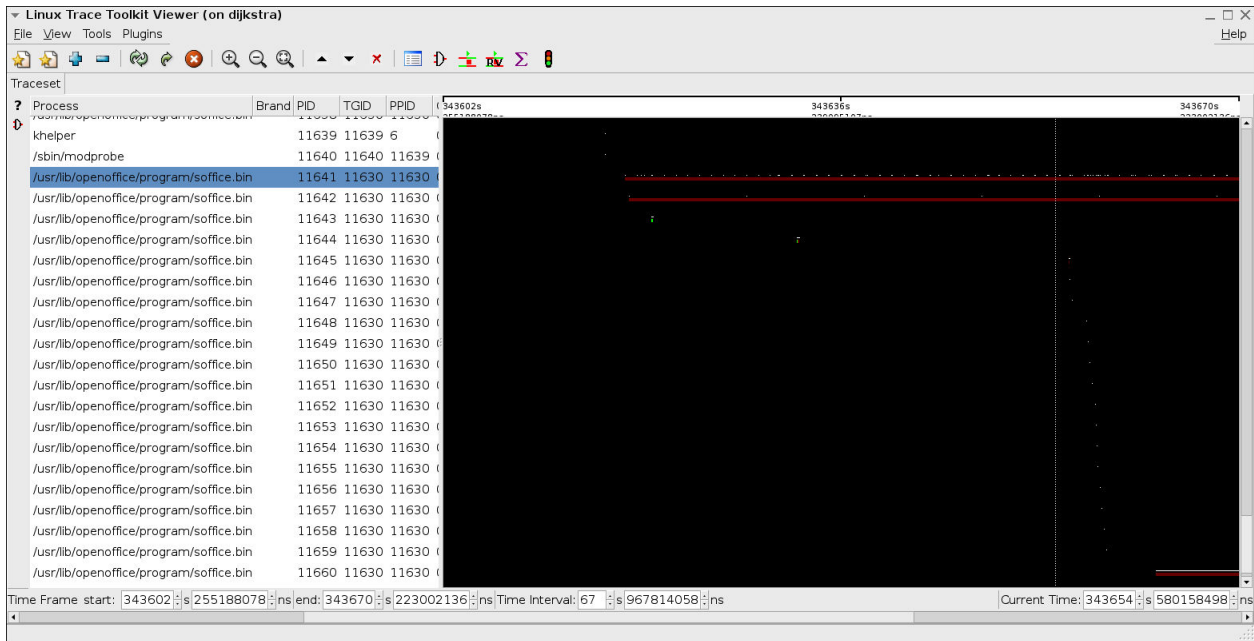 Linux Trace Toolkit Viewer (on dijkstra)
File View Tools Plugins Help
Traceset
? Process Brand PID TGID PPID
343602s 343636s 343670s
khelper 11639 11639 6
/sbin/modprobe 11640 11640 11639
/usr/lib/openoffice/program/soffice.bin 11641 11630 11630
/usr/lib/openoffice/program/soffice.bin 11642 11630 11630
/usr/lib/openoffice/program/soffice.bin 11643 11630 11630
/usr/lib/openoffice/program/soffice.bin 11644 11630 11630
/usr/lib/openoffice/program/soffice.bin 11645 11630 11630
/usr/lib/openoffice/program/soffice.bin 11646 11630 11630
/usr/lib/openoffice/program/soffice.bin 11647 11630 11630
/usr/lib/openoffice/program/soffice.bin 11648 11630 11630
/usr/lib/openoffice/program/soffice.bin 11649 11630 11630
/usr/lib/openoffice/program/soffice.bin 11650 11630 11630
/usr/lib/openoffice/program/soffice.bin 11651 11630 11630
/usr/lib/openoffice/program/soffice.bin 11652 11630 11630
/usr/lib/openoffice/program/soffice.bin 11653 11630 11630
/usr/lib/openoffice/program/soffice.bin 11654 11630 11630
/usr/lib/openoffice/program/soffice.bin 11655 11630 11630
/usr/lib/openoffice/program/soffice.bin 11656 11630 11630
/usr/lib/openoffice/program/soffice.bin 11657 11630 11630
/usr/lib/openoffice/program/soffice.bin 11658 11630 11630
/usr/lib/openoffice/program/soffice.bin 11659 11630 11630
/usr/lib/openoffice/program/soffice.bin 11660 11630 11630
Time Frame start: 343602 s 255188078 ns end: 343670 s 223002136 ns Time Interval: 67 s 967814058 ns Current Time: 343654 s 580158498 ns